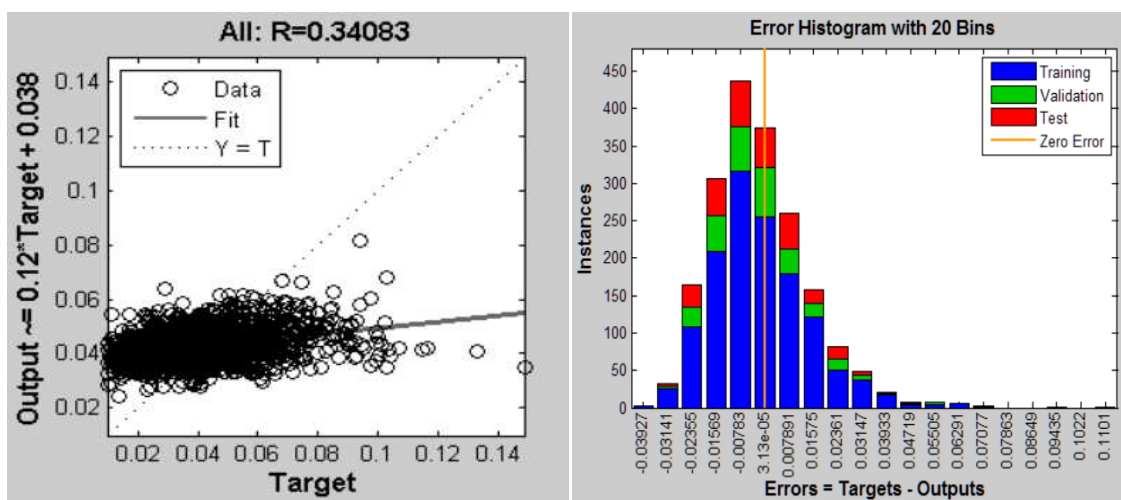 All: R=0.34083
Output ~= 0.12*Target + 0.038
Data
Fit
Y = T
0.14
0.12
0.1
0.08
0.06
0.04
0.02
0.02 0.04 0.06 0.08 0.1 0.12 0.14
Target
Error Histogram with 20 Bins
Instances
Training
Validation
Test
Zero Error
450
400
350
300
250
200
150
100
50
0
-0.03927
-0.03141
-0.02355
-0.01569
-0.00783
3.13e-05
0.007891
0.01575
0.02361
0.03147
0.03933
0.04719
0.05505
0.06291
0.07077
0.07863
0.08649
0.09435
0.1022
0.1101
Errors = Targets - Outputs